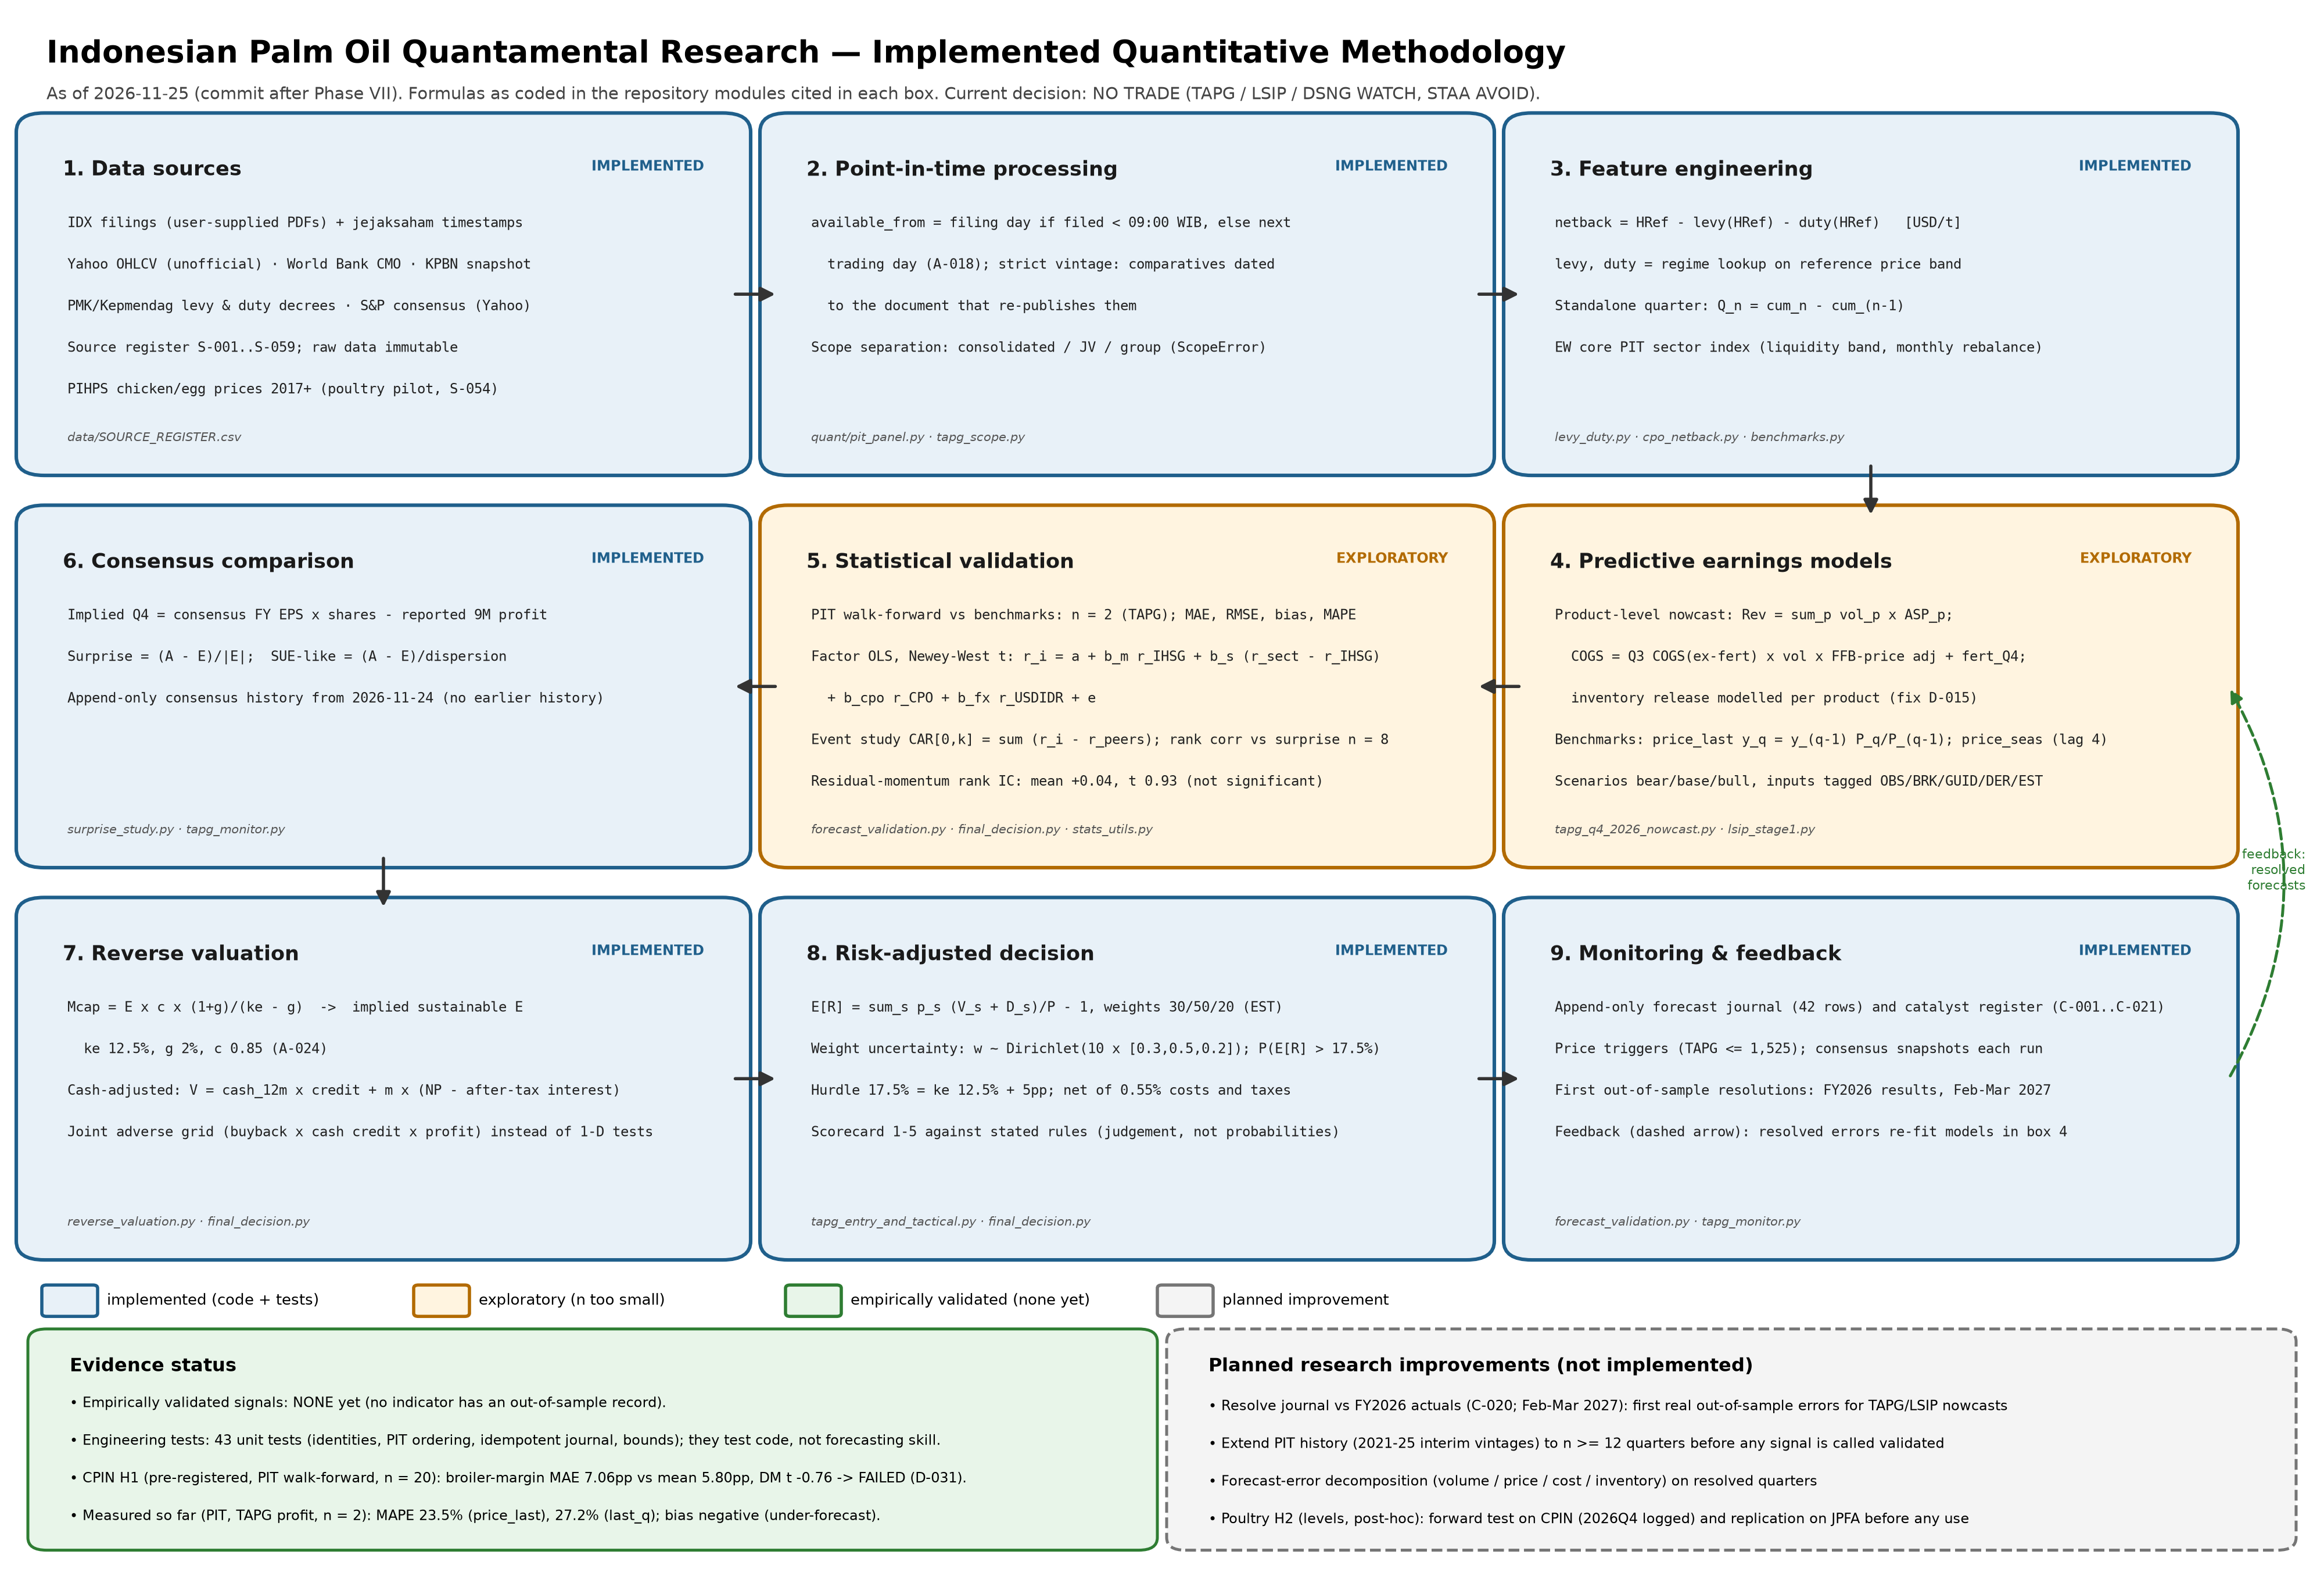 Indonesian Palm Oil Quantamental Research — Implemented Quantitative Methodology
As of 2026-11-25 (commit after Phase VII). Formulas as coded in the repository modules cited in each box. Current decision: NO TRADE (TAPG / LSIP / DSNG WATCH, STAA AVOID).
1. Data sources
IMPLEMENTED
IDX filings (user-supplied PDFs) + jejaksaham timestamps
Yahoo OHLCV (unofficial) · World Bank CMO · KPBN snapshot
PMK/Kepmendag levy & duty decrees · S&P consensus (Yahoo)
Source register S-001..S-059; raw data immutable
PIHPS chicken/egg prices 2017+ (poultry pilot, S-054)
data/SOURCE_REGISTER.csv
2. Point-in-time processing
IMPLEMENTED
available_from = filing day if filed < 09:00 WIB, else next
trading day (A-018); strict vintage: comparatives dated
to the document that re-publishes them
Scope separation: consolidated / JV / group (ScopeError)
quant/pit_panel.py · tapg_scope.py
3. Feature engineering
IMPLEMENTED
netback = HRef - levy(HRef) - duty(HRef)   [USD/t]
levy, duty = regime lookup on reference price band
Standalone quarter: Q_n = cum_n - cum_(n-1)
EW core PIT sector index (liquidity band, monthly rebalance)
levy_duty.py · cpo_netback.py · benchmarks.py
6. Consensus comparison
IMPLEMENTED
Implied Q4 = consensus FY EPS x shares - reported 9M profit
Surprise = (A - E)/|E|;  SUE-like = (A - E)/dispersion
Append-only consensus history from 2026-11-24 (no earlier history)
surprise_study.py · tapg_monitor.py
5. Statistical validation
EXPLORATORY
PIT walk-forward vs benchmarks: n = 2 (TAPG); MAE, RMSE, bias, MAPE
Factor OLS, Newey-West t: r_i = a + b_m r_IHSG + b_s (r_sect - r_IHSG)
+ b_cpo r_CPO + b_fx r_USDIDR + e
Event study CAR[0,k] = sum (r_i - r_peers); rank corr vs surprise n = 8
Residual-momentum rank IC: mean +0.04, t 0.93 (not significant)
forecast_validation.py · final_decision.py · stats_utils.py
4. Predictive earnings models
EXPLORATORY
Product-level nowcast: Rev = sum_p vol_p x ASP_p;
COGS = Q3 COGS(ex-fert) x vol x FFB-price adj + fert_Q4;
inventory release modelled per product (fix D-015)
Benchmarks: price_last y_q = y_(q-1) P_q/P_(q-1); price_seas (lag 4)
Scenarios bear/base/bull, inputs tagged OBS/BRK/GUID/DER/EST
tapg_q4_2026_nowcast.py · lsip_stage1.py
feedback:
resolved
forecasts
7. Reverse valuation
IMPLEMENTED
Mcap = E x c x (1+g)/(ke - g)  ->  implied sustainable E
ke 12.5%, g 2%, c 0.85 (A-024)
Cash-adjusted: V = cash_12m x credit + m x (NP - after-tax interest)
Joint adverse grid (buyback x cash credit x profit) instead of 1-D tests
reverse_valuation.py · final_decision.py
8. Risk-adjusted decision
IMPLEMENTED
E[R] = sum_s p_s (V_s + D_s)/P - 1, weights 30/50/20 (EST)
Weight uncertainty: w ~ Dirichlet(10 x [0.3,0.5,0.2]); P(E[R] > 17.5%)
Hurdle 17.5% = ke 12.5% + 5pp; net of 0.55% costs and taxes
Scorecard 1-5 against stated rules (judgement, not probabilities)
tapg_entry_and_tactical.py · final_decision.py
9. Monitoring & feedback
IMPLEMENTED
Append-only forecast journal (42 rows) and catalyst register (C-001..C-021)
Price triggers (TAPG <= 1,525); consensus snapshots each run
First out-of-sample resolutions: FY2026 results, Feb-Mar 2027
Feedback (dashed arrow): resolved errors re-fit models in box 4
forecast_validation.py · tapg_monitor.py
implemented (code + tests)
exploratory (n too small)
empirically validated (none yet)
planned improvement
Evidence status
• Empirically validated signals: NONE yet (no indicator has an out-of-sample record).
• Engineering tests: 43 unit tests (identities, PIT ordering, idempotent journal, bounds); they test code, not forecasting skill.
• CPIN H1 (pre-registered, PIT walk-forward, n = 20): broiler-margin MAE 7.06pp vs mean 5.80pp, DM t -0.76 -> FAILED (D-031).
• Measured so far (PIT, TAPG profit, n = 2): MAPE 23.5% (price_last), 27.2% (last_q); bias negative (under-forecast).
Planned research improvements (not implemented)
• Resolve journal vs FY2026 actuals (C-020; Feb-Mar 2027): first real out-of-sample errors for TAPG/LSIP nowcasts
• Extend PIT history (2021-25 interim vintages) to n >= 12 quarters before any signal is called validated
• Forecast-error decomposition (volume / price / cost / inventory) on resolved quarters
• Poultry H2 (levels, post-hoc): forward test on CPIN (2026Q4 logged) and replication on JPFA before any use